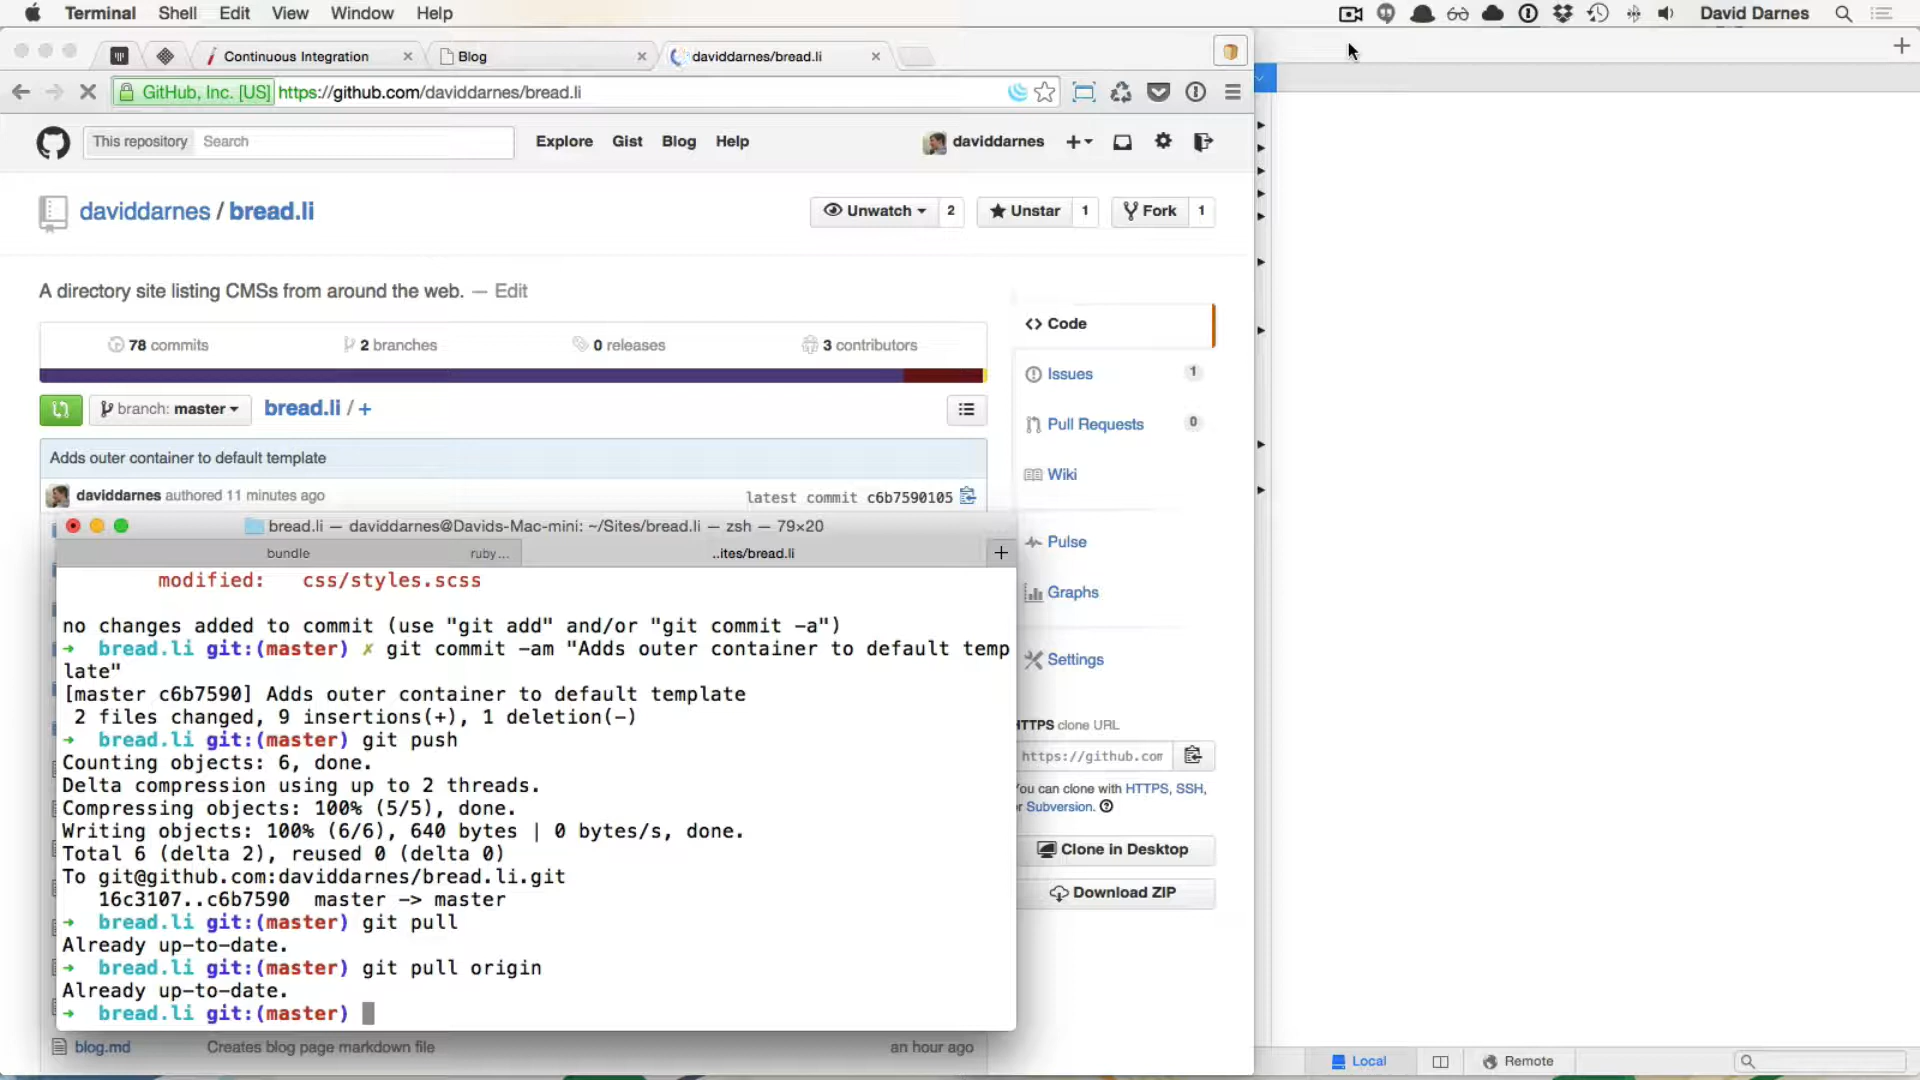 Terminal Shell Edit View Window Help David Darnes
Continuous Integration Blog daviddarnes/bread.li
GitHub, Inc. [US] https://github.com/daviddarnes/bread.li
This repository Search Explore Gist Blog Help daviddarnes
daviddarnes / bread.li Unwatch 2 Unstar 1 Fork 1
A directory site listing CMSs from around the web. — Edit
78 commits 2 branches 0 releases 3 contributors
branch: master bread.li / +
Adds outer container to default template
daviddarnes authored 11 minutes ago latest commit c6b7590105
Code
Issues 1
Pull Requests 0
Wiki
Pulse
Graphs
Settings
HTTPS clone URL
https://github.com
You can clone with HTTPS, SSH,
or Subversion.
Clone in Desktop
Download ZIP
bread.li — daviddarnes@Davids-Mac-mini: ~/Sites/bread.li — zsh — 79×20
bundle ruby... ..ites/bread.li
modified: css/styles.scss
no changes added to commit (use "git add" and/or "git commit -a")
➜ bread.li git:(master) ✗ git commit -am "Adds outer container to default temp
late"
[master c6b7590] Adds outer container to default template
2 files changed, 9 insertions(+), 1 deletion(-)
➜ bread.li git:(master) git push
Counting objects: 6, done.
Delta compression using up to 2 threads.
Compressing objects: 100% (5/5), done.
Writing objects: 100% (6/6), 640 bytes | 0 bytes/s, done.
Total 6 (delta 2), reused 0 (delta 0)
To git@github.com:daviddarnes/bread.li.git
16c3107..c6b7590 master -> master
➜ bread.li git:(master) git pull
Already up-to-date.
➜ bread.li git:(master) git pull origin
Already up-to-date.
➜ bread.li git:(master)
blog.md Creates blog page markdown file an hour ago
Local Remote